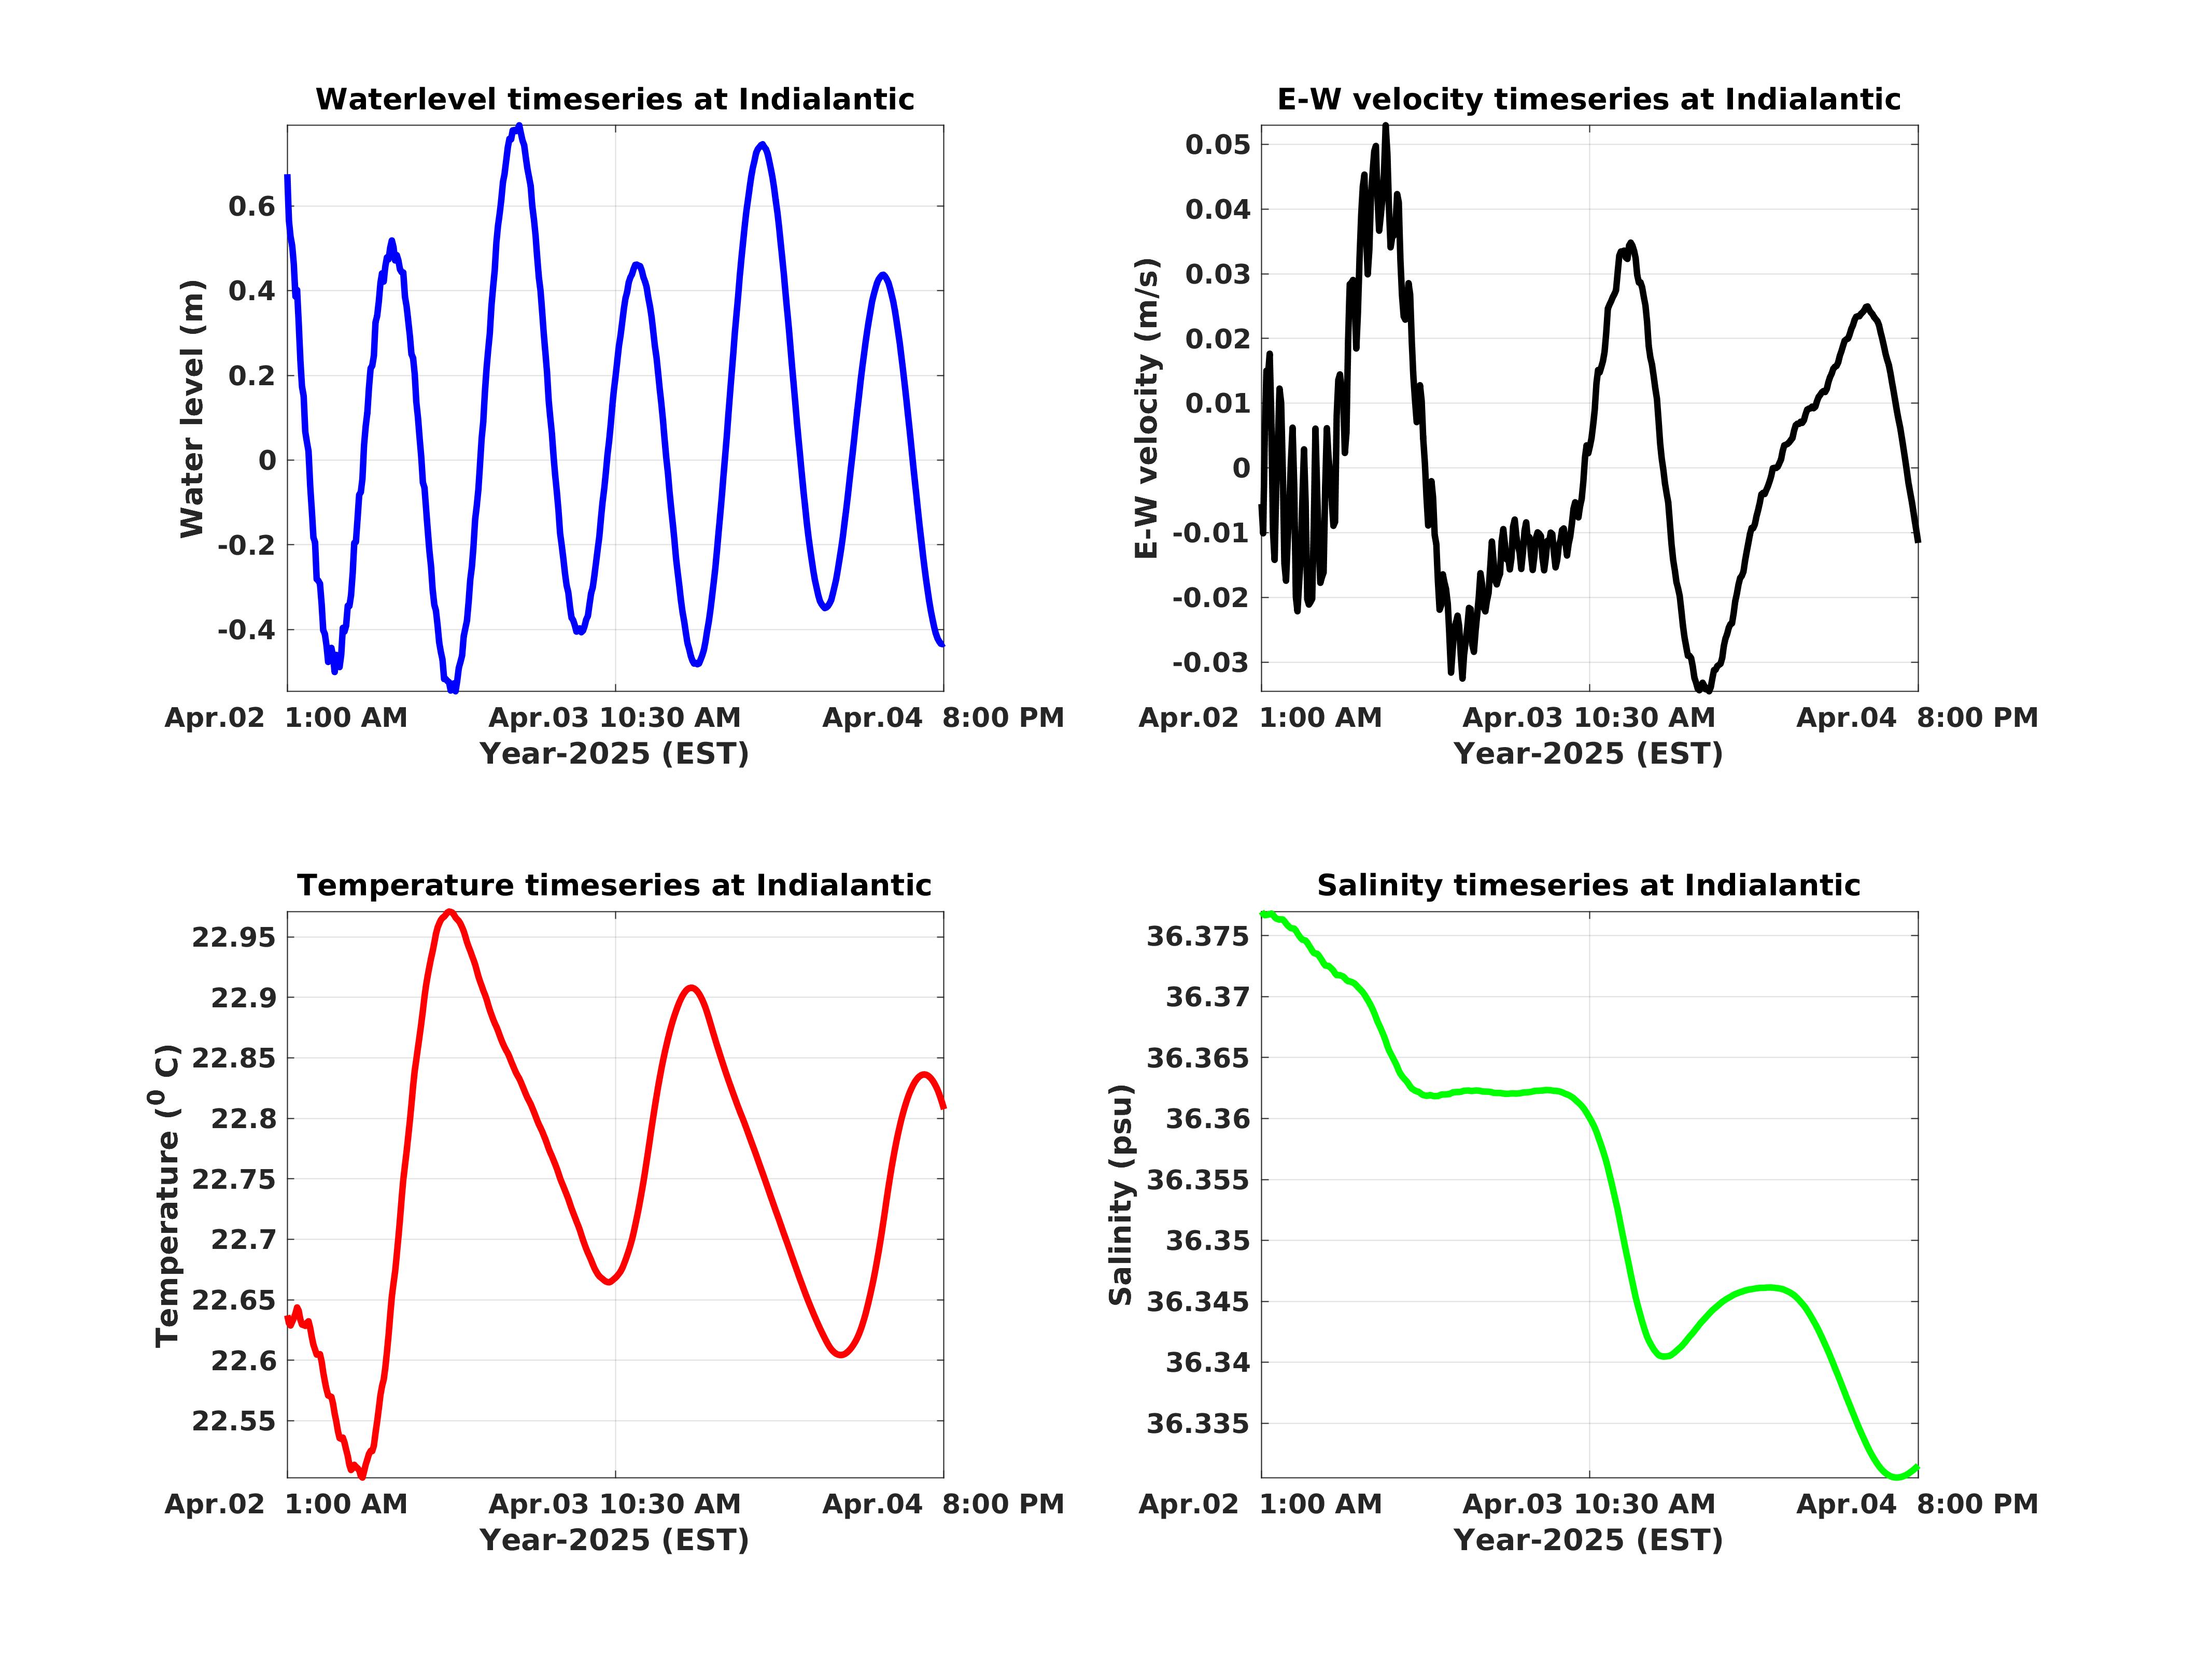 Waterlevel timeseries at Indialantic
Water level (m)
0.6
0.4
0.2
0
-0.2
-0.4
Apr.02 1:00 AM Apr.03 10:30 AM Apr.04 8:00 PM
Year-2025 (EST)
E-W velocity timeseries at Indialantic
E-W velocity (m/s)
0.05
0.04
0.03
0.02
0.01
0
-0.01
-0.02
-0.03
Apr.02 1:00 AM Apr.03 10:30 AM Apr.04 8:00 PM
Year-2025 (EST)
Temperature timeseries at Indialantic
Temperature (⁰ C)
22.95
22.9
22.85
22.8
22.75
22.7
22.65
22.6
22.55
Apr.02 1:00 AM Apr.03 10:30 AM Apr.04 8:00 PM
Year-2025 (EST)
Salinity timeseries at Indialantic
Salinity (psu)
36.375
36.37
36.365
36.36
36.355
36.35
36.345
36.34
36.335
Apr.02 1:00 AM Apr.03 10:30 AM Apr.04 8:00 PM
Year-2025 (EST)